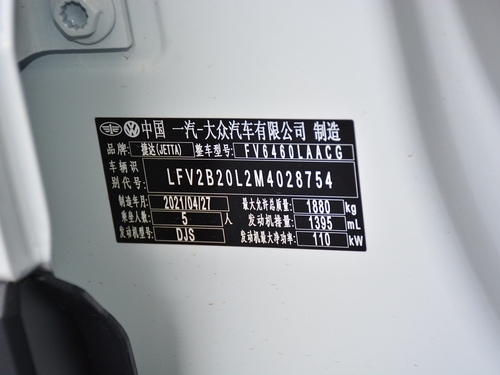 中国 一汽-大众汽车有限公司 制造
品牌: 捷达(JETTA) 整车型号: FV6460LAACG
车辆识别代号: LFV2B20L2M4028754
制造年月: 2021/04/27 最大允许总质量: 1880 kg
乘坐人数: 5 人 发动机排量: 1395 mL
发动机型号: DJS 发动机最大净功率: 110 kW